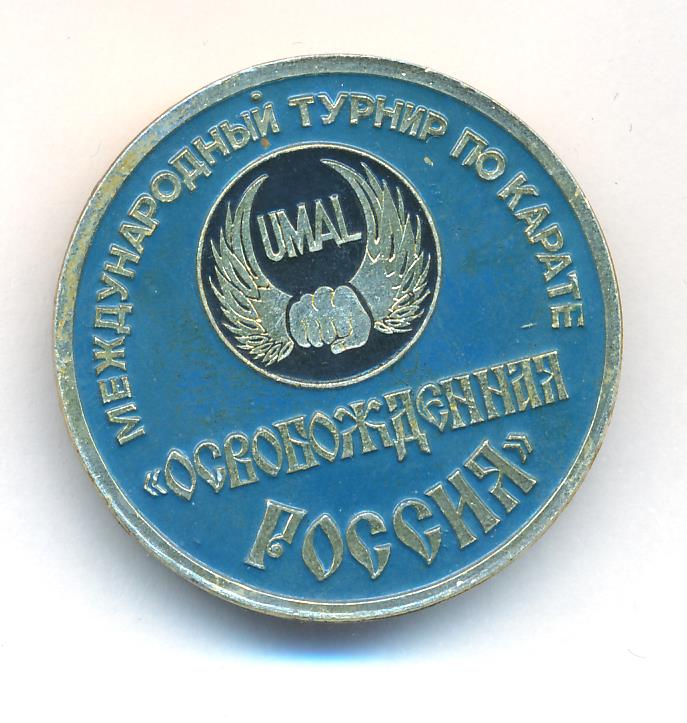 МЕЖДУНАРОДНЫЙ ТУРНИР ПО КАРАТЕ
UMAL
«ОСВОБОЖДЕННАЯ
РОССИЯ»